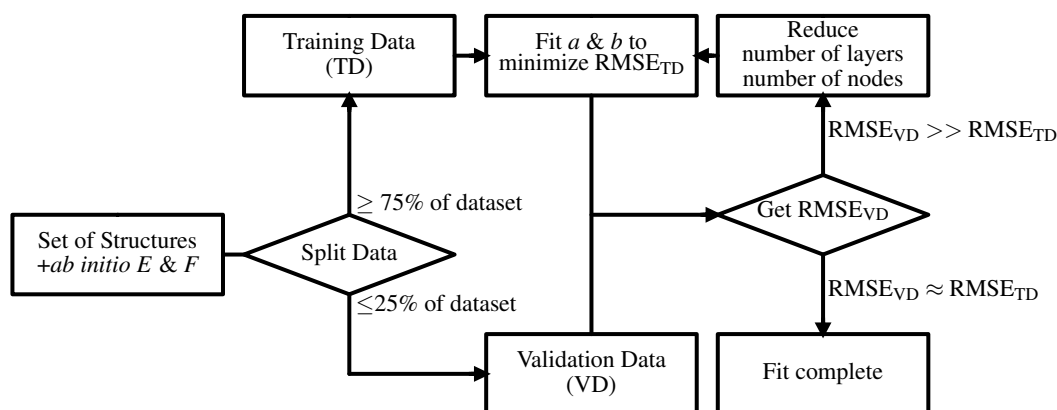 Training Data
(TD)
Fit a & b to
minimize RMSE_TD
Reduce
number of layers
number of nodes
RMSE_VD >> RMSE_TD
≥ 75% of dataset
Get RMSE_VD
Set of Structures
+ab initio E & F
Split Data
≤25% of dataset
RMSE_VD ≈ RMSE_TD
Validation Data
(VD)
Fit complete